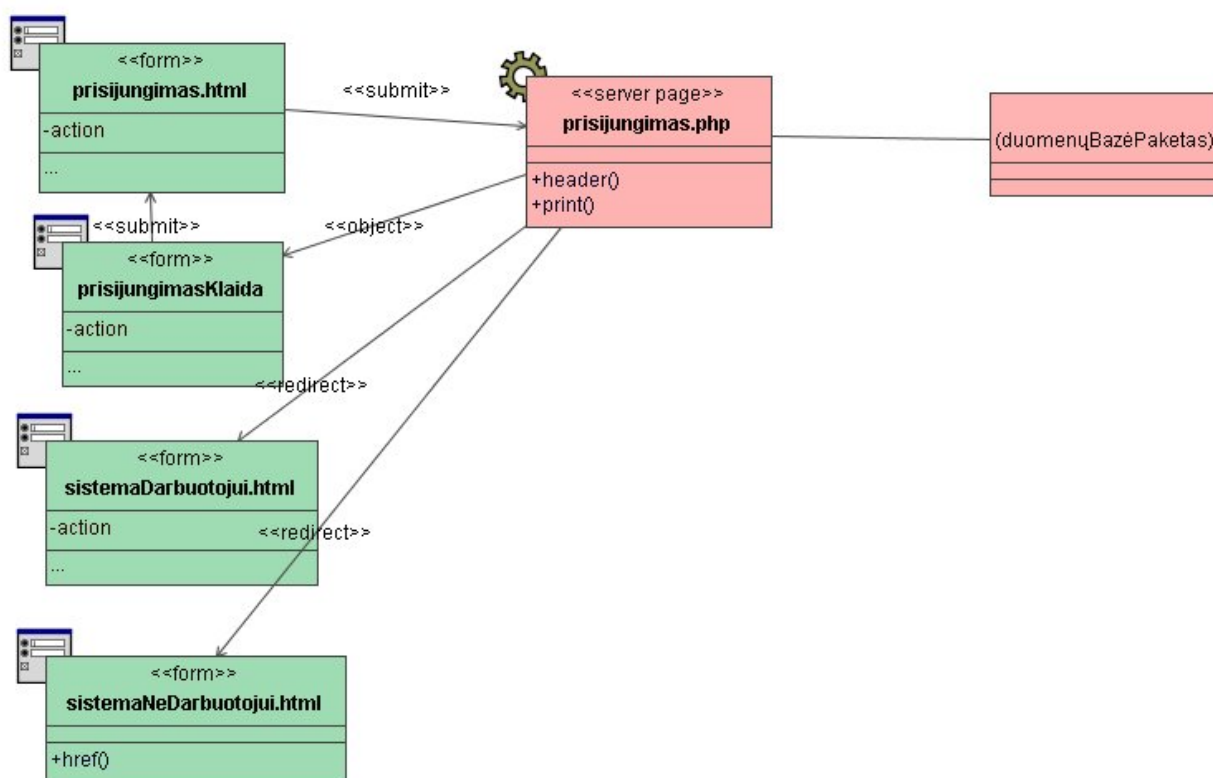 <<form>>
prisijungimas.html
-action
...
<<submit>>
<<server page>>
prisijungimas.php
+header()
+print()
(duomenųBazėPaketas)
<<submit>>
<<object>>
<<form>>
prisijungimasKlaida
-action
...
<<redirect>>
<<form>>
sistemaDarbuotojui.html
-action
...
<<redirect>>
<<form>>
sistemaNeDarbuotojui.html
+href()